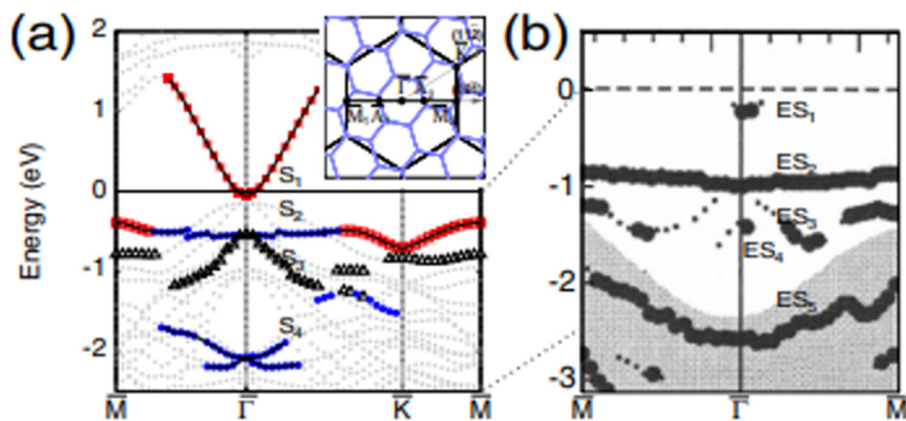 (a)
2
1
0
-1
-2
Energy (eV)
S1
S2
S3
S4
M̄
Γ̄
K̄
M̄
(b)
0
-1
-2
-3
ES1
ES2
ES3
ES4
ES5
M̄
Γ̄
M̄